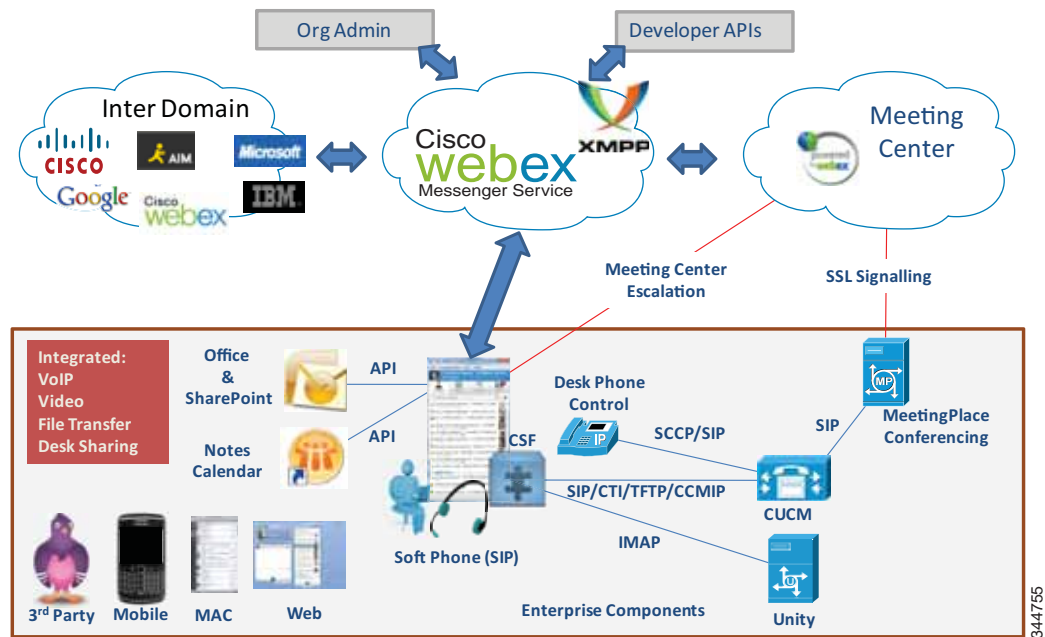 Org Admin
Developer APIs
Inter Domain
CISCO
AIM
Microsoft
Google
Cisco
webex
IBM
Cisco
webex
Messenger Service
XMPP
Meeting
Center
powered
webex
Meeting Center
Escalation
SSL Signalling
Integrated:
VoIP
Video
File Transfer
Desk Sharing
Office
&
SharePoint
API
Notes
Calendar
API
CSF
Desk Phone
Control
IP
SCCP/SIP
SIP
MP
MeetingPlace
Conferencing
SIP/CTI/TFTP/CCMIP
CUCM
IMAP
U
Unity
Soft Phone (SIP)
3rd Party
Mobile
MAC
Web
Enterprise Components
344755